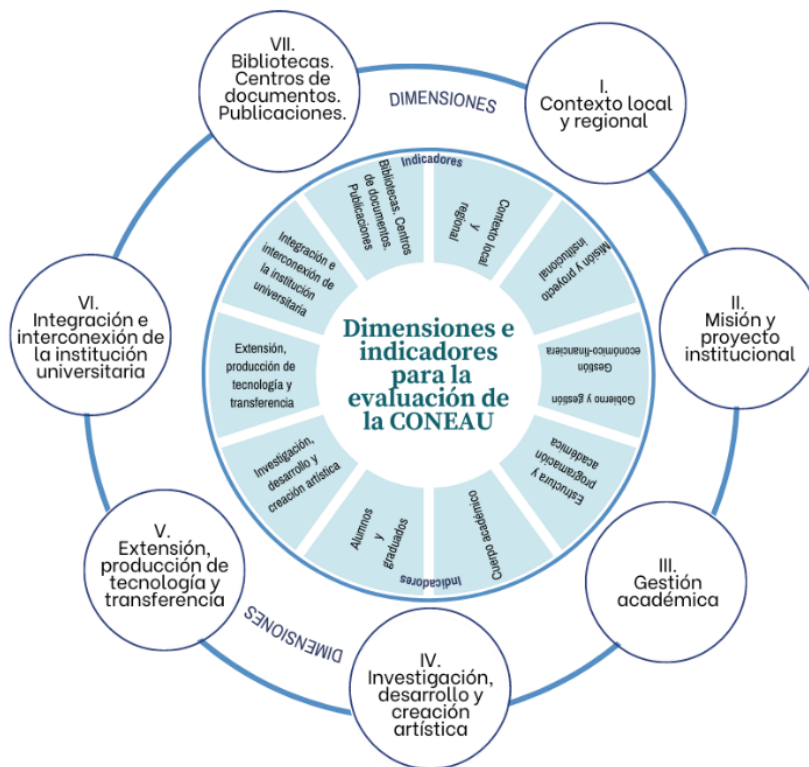 VII.
Bibliotecas.
Centros de
documentos.
Publicaciones.
DIMENSIONES
I.
Contexto local
y regional
II.
Misión y
proyecto
institucional
III.
Gestión
académica
IV.
Investigación,
desarrollo y
creación
artística
V.
Extensión,
producción de
tecnología y
transferencia
VI.
Integración e
interconexión de
la institución
universitaria
DIMENSIONES
Indicadores
Bibliotecas. Centros
de documentos.
Publicaciones
Contexto local
y
regional
Misión y proyecto
institucional
Gobierno y gestión
Gestión
económico-financiera
Estructura y
programación
académica
Cuerpo académico
Alumnos
y
graduados
Investigación,
desarrollo y
creación artística
Extensión,
producción de
tecnología y
transferencia
Integración e
interconexión de
la institución
universitaria
Indicadores
Dimensiones e
indicadores
para la
evaluación de
la CONEAU